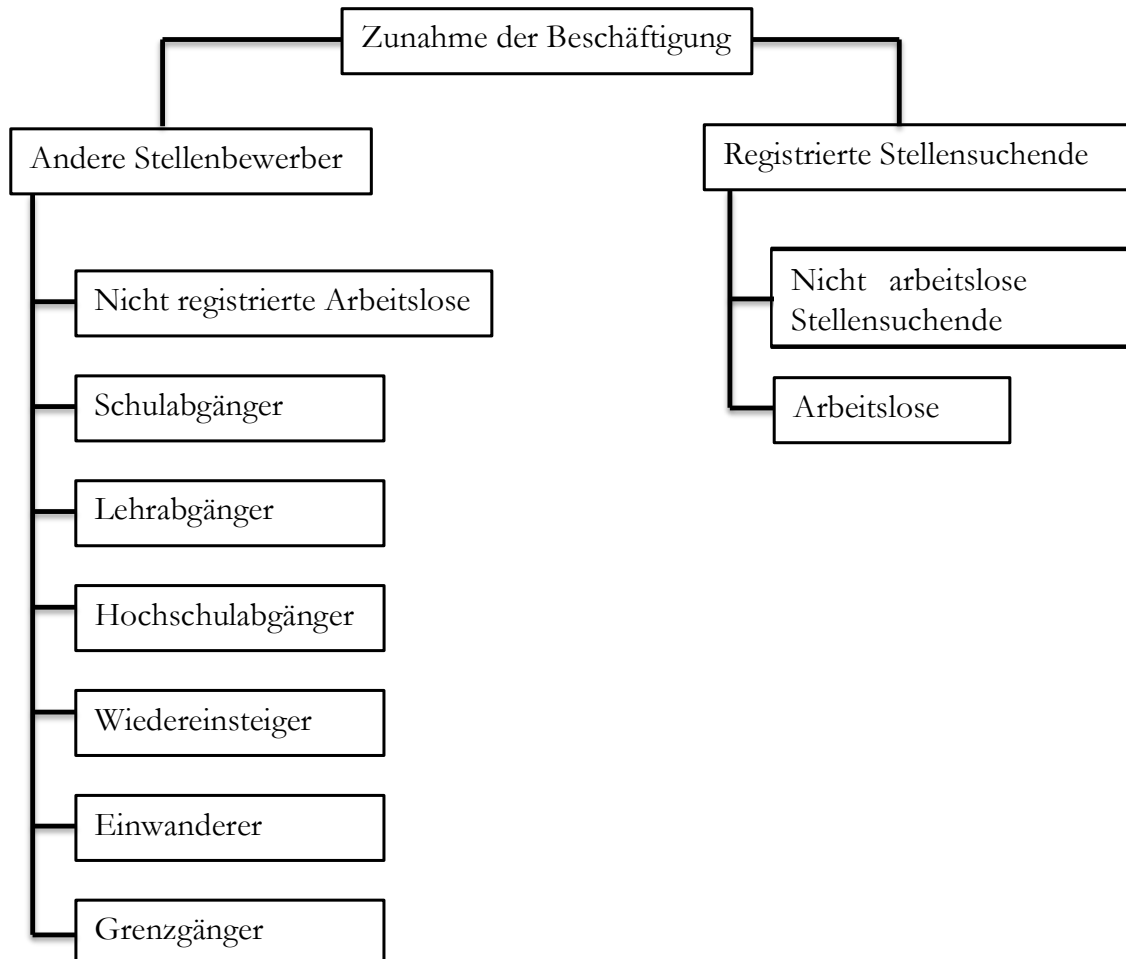 Zunahme der Beschäftigung
Andere Stellenbewerber
Registrierte Stellensuchende
Nicht registrierte Arbeitslose
Nicht arbeitslose
Stellensuchende
Schulabgänger
Arbeitslose
Lehrabgänger
Hochschulabgänger
Wiedereinsteiger
Einwanderer
Grenzgänger